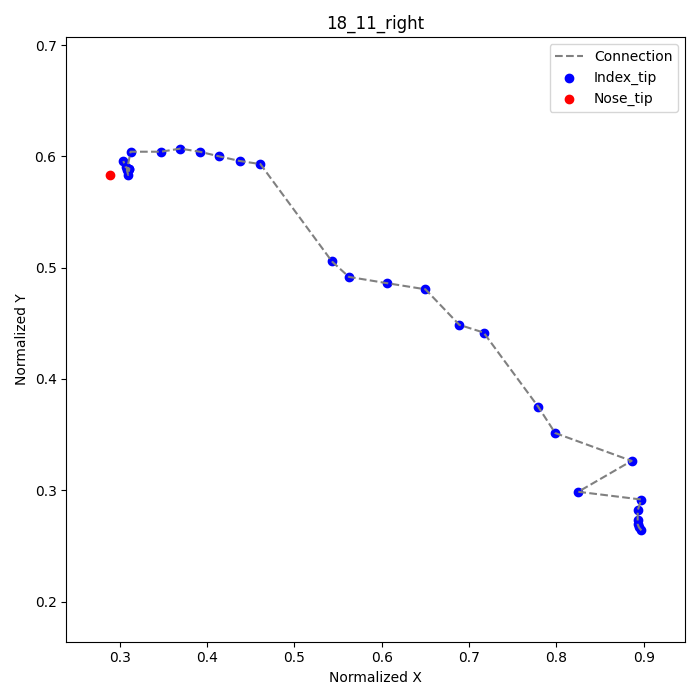 18_11_right
0.7
0.6
0.5
0.4
0.3
0.2
Normalized Y
0.3
0.4
0.5
0.6
0.7
0.8
0.9
Normalized X
Connection
Index_tip
Nose_tip